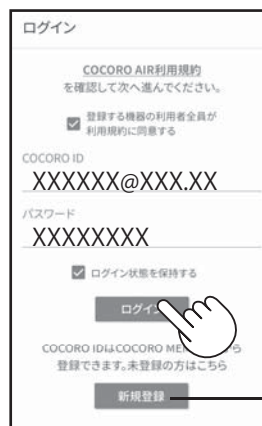 ログイン
COCORO AIR利用規約
を確認して次へ進んでください。
登録する機器の利用者全員が
利用規約に同意する
COCORO ID
XXXXXX@XXX.XX
パスワード
XXXXXXXX
ログイン状態を保持する
ログイン
COCORO IDはCOCORO ME から
登録できます。未登録の方はこちら
新規登録